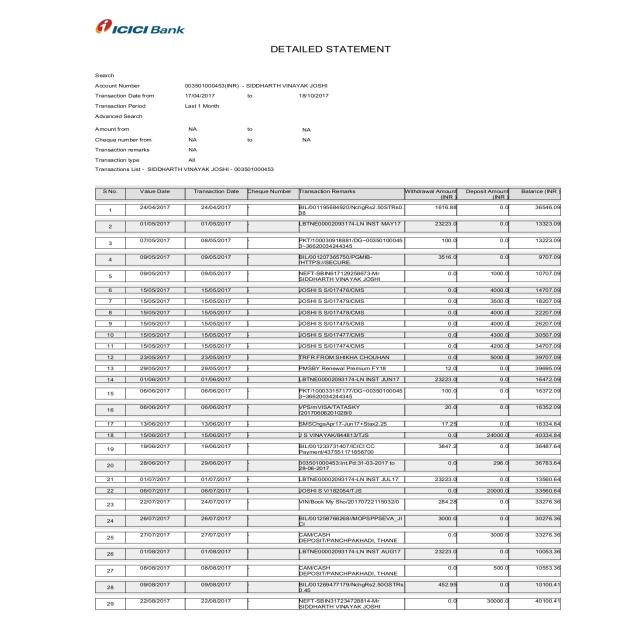 ICICI Bank
DETAILED STATEMENT
Search
Account Number 003501000453(INR) - SIDDHARTH VINAYAK JOSHI
Transaction Date from 17/04/2017 to 18/10/2017
Transaction Period Last 1 Month
Advanced Search
Amount from NA to NA
Cheque number from NA to NA
Transaction remarks NA
Transaction type All
Transactions List - SIDDHARTH VINAYAK JOSHI - 003501000453
S No. Value Date Transaction Date Cheque Number Transaction Remarks Withdrawal Amount Deposit Amount Balance (INR )
(INR ) (INR )
1 24/04/2017 24/04/2017 - BIL/001195684920/NchgRs2.50STRs0. 1616.88 0.0 36546.09
38
2 01/05/2017 01/05/2017 - LBTNE00002093174-LN INST MAY17 23223.0 0.0 13323.09
3 07/05/2017 08/05/2017 - PKT/100030918881/DG~00350100045 100.0 0.0 13223.09
3~36620034244345
4 09/05/2017 09/05/2017 - BIL/001207365750/PGMIB- 3516.0 0.0 9707.09
/HTTPS://SECURE.
5 09/05/2017 09/05/2017 - NEFT-SBIN617129258673-Mr 0.0 1000.0 10707.09
SIDDHARTH VINAYAK JOSHI
6 15/05/2017 15/05/2017 - JOSHI S S/017476/CMS 0.0 4000.0 14707.09
7 15/05/2017 15/05/2017 - JOSHI S S/017479/CMS 0.0 3500.0 18207.09
8 15/05/2017 15/05/2017 - JOSHI S S/017478/CMS 0.0 4000.0 22207.09
9 15/05/2017 15/05/2017 - JOSHI S S/017475/CMS 0.0 4000.0 26207.09
10 15/05/2017 15/05/2017 - JOSHI S S/017477/CMS 0.0 4300.0 30507.09
11 15/05/2017 15/05/2017 - JOSHI S S/017474/CMS 0.0 4200.0 34707.09
12 23/05/2017 23/05/2017 - TRFR FROM:SHIKHA CHOUHAN 0.0 5000.0 39707.09
13 29/05/2017 29/05/2017 - PMSBY Renewal Premium FY18 12.0 0.0 39695.09
14 01/06/2017 01/06/2017 - LBTNE00002093174-LN INST JUN17 23223.0 0.0 16472.09
15 06/06/2017 06/06/2017 - PKT/100033157177/DG~00350100045 100.0 0.0 16372.09
3~36620034244345
16 06/06/2017 06/06/2017 - VPS/mVISA/TATASKY 20.0 0.0 16352.09
/20170606201028/0
17 13/06/2017 13/06/2017 - SMSChgsApr17-Jun17+Stax2.25 17.25 0.0 16334.84
18 15/06/2017 15/06/2017 - J S VINAYAK/644813/TJS 0.0 24000.0 40334.84
19 19/06/2017 19/06/2017 - BIL/001233731407/ICICI CC 3847.2 0.0 36487.64
Payment/437551171656700
20 28/06/2017 29/06/2017 - 003501000453:Int.Pd:31-03-2017 to 0.0 296.0 36783.64
28-06-2017
21 01/07/2017 01/07/2017 - LBTNE00002093174-LN INST JUL17 23223.0 0.0 13560.64
22 06/07/2017 06/07/2017 - JOSHI S V/182054/TJS 0.0 20000.0 33560.64
23 22/07/2017 24/07/2017 - VIN/Book My Sho/20170722115032/0 284.28 0.0 33276.36
24 26/07/2017 26/07/2017 - BIL/001258766268//MOPSPPSEVA_JI 3000.0 0.0 30276.36
CI
25 27/07/2017 27/07/2017 - CAM/CASH 0.0 3000.0 33276.36
DEPOSIT/PANCHPAKHADI, THANE
26 01/08/2017 01/08/2017 - LBTNE00002093174-LN INST AUG17 23223.0 0.0 10053.36
27 08/08/2017 08/08/2017 - CAM/CASH 0.0 500.0 10553.36
DEPOSIT/PANCHPAKHADI, THANE
28 09/08/2017 09/08/2017 - BIL/001269477179/NchgRs2.50GSTRs 452.95 0.0 10100.41
0.45
29 22/08/2017 22/08/2017 - NEFT-SBIN317234728814-Mr 0.0 30000.0 40100.41
SIDDHARTH VINAYAK JOSHI